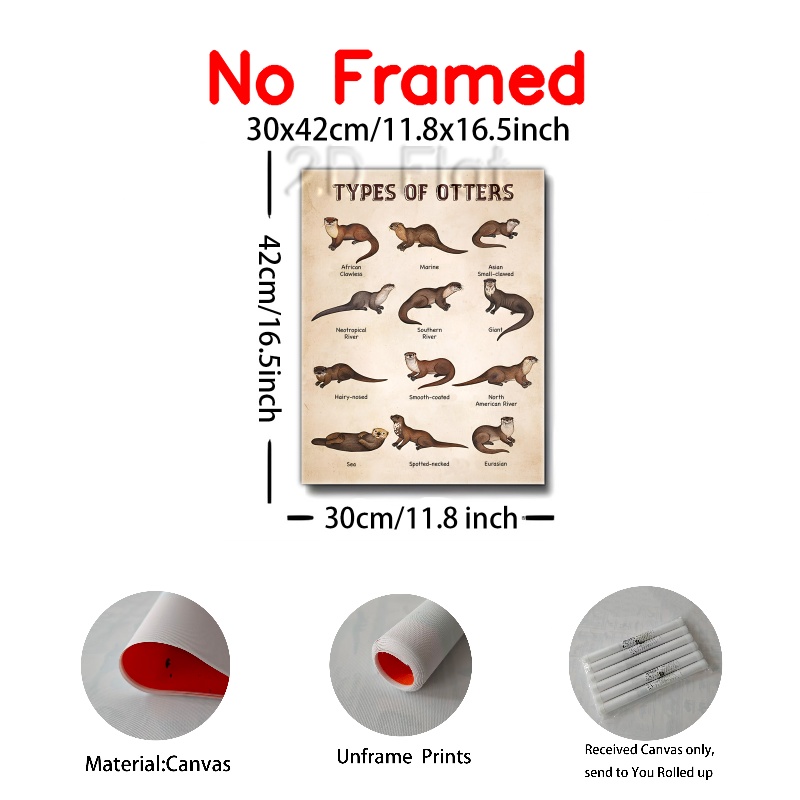 No Framed
30x42cm/11.8x16.5inch
2D Flat
TYPES OF OTTERS
African
Clawless
Marine
Asian
Small-clawed
42cm/16.5inch
Neotropical
River
Southern
River
Giant
Hairy-nosed
Smooth-coated
North
American River
Sea
Spotted-necked
Eurasian
30cm/11.8 inch
Material:Canvas
Unframe Prints
Received Canvas only,
send to You Rolled up